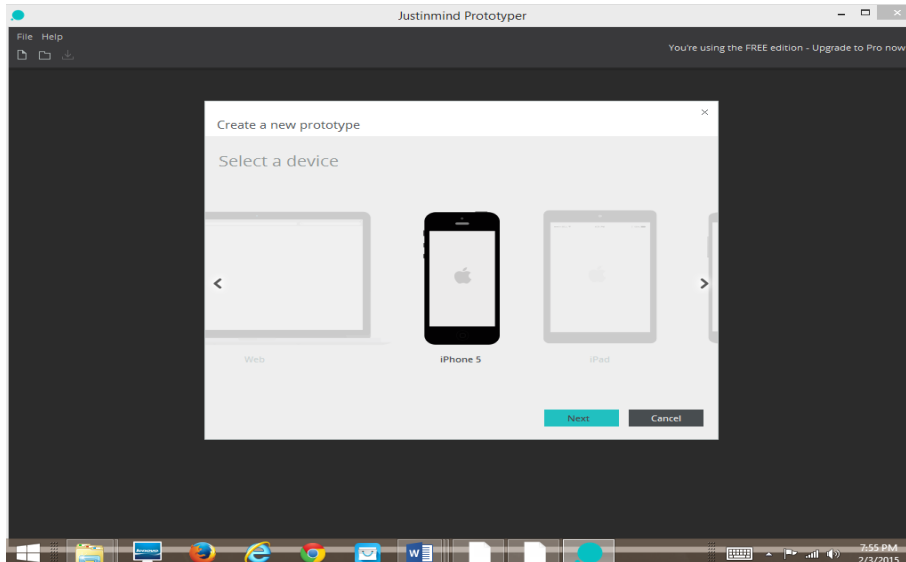 Justinmind Prototyper
File Help
You're using the FREE edition - Upgrade to Pro now
Create a new prototype
Select a device
Web
iPhone 5
iPad
Next
Cancel
Lenovo
W
7:55 PM
2/3/2015